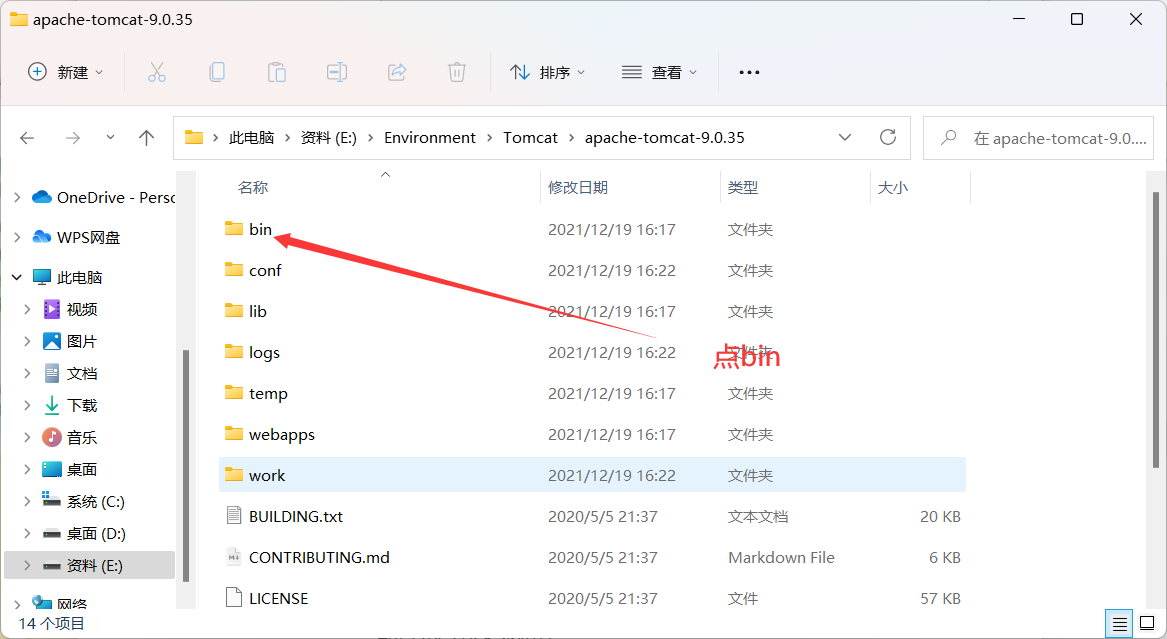 apache-tomcat-9.0.35
新建
排序
查看
此电脑 资料 (E:) Environment Tomcat apache-tomcat-9.0.35
在 apache-tomcat-9.0....
OneDrive - Perso
WPS网盘
此电脑
视频
图片
文档
下载
音乐
桌面
系统 (C:)
桌面 (D:)
资料 (E:)
网络
名称 修改日期 类型 大小
bin 2021/12/19 16:17 文件夹
conf 2021/12/19 16:22 文件夹
lib 2021/12/19 16:17 文件夹
logs 2021/12/19 16:22 文件夹
点bin
temp 2021/12/19 16:17 文件夹
webapps 2021/12/19 16:17 文件夹
work 2021/12/19 16:22 文件夹
BUILDING.txt 2020/5/5 21:37 文本文档 20 KB
CONTRIBUTING.md 2020/5/5 21:37 Markdown File 6 KB
LICENSE 2020/5/5 21:37 文件 57 KB
14 个项目